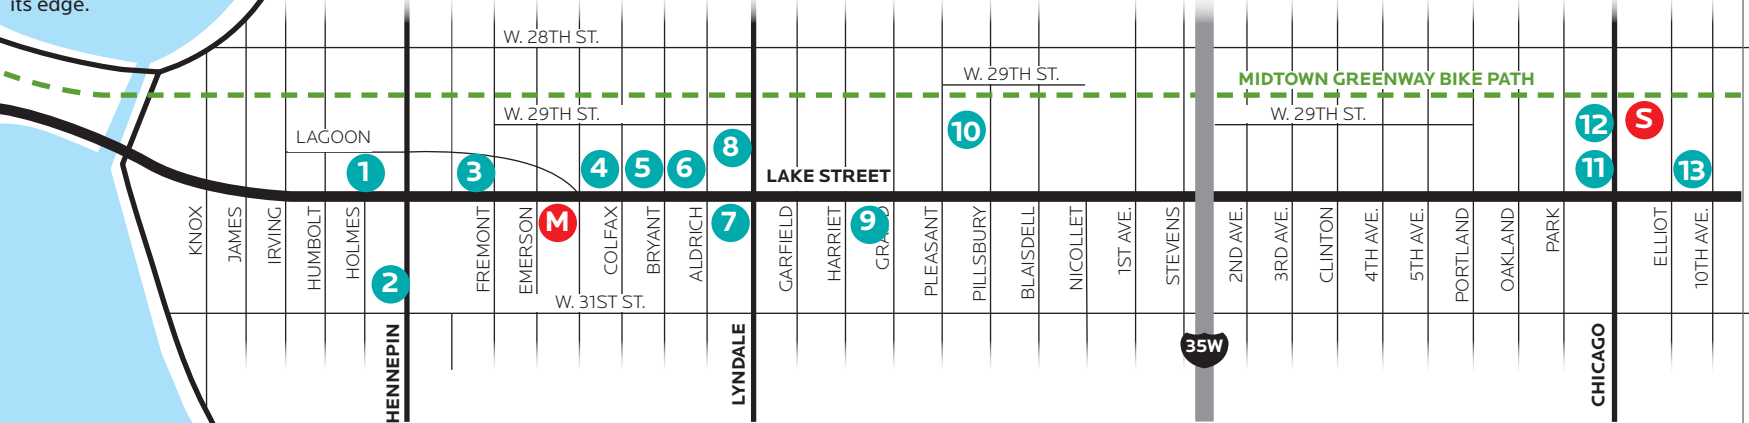 its edge.
W. 28TH ST.
W. 29TH ST.
MIDTOWN GREENWAY BIKE PATH
W. 29TH ST.
W. 29TH ST.
LAGOON
12
S
10
8
1
3
4
5
6
LAKE STREET
11
13
M
7
9
2
KNOX
JAMES
IRVING
HUMBOLT
HOLMES
FREMONT
EMERSON
COLFAX
BRYANT
ALDRICH
GARFIELD
HARRIET
PLEASANT
PILLSBURY
BLAISDELL
NICOLLET
1ST AVE.
STEVENS
2ND AVE.
3RD AVE.
CLINTON
4TH AVE.
5TH AVE.
PORTLAND
OAKLAND
PARK
ELLIOT
10TH AVE.
W. 31ST ST.
HENNEPIN
LYNDALE
35W
CHICAGO